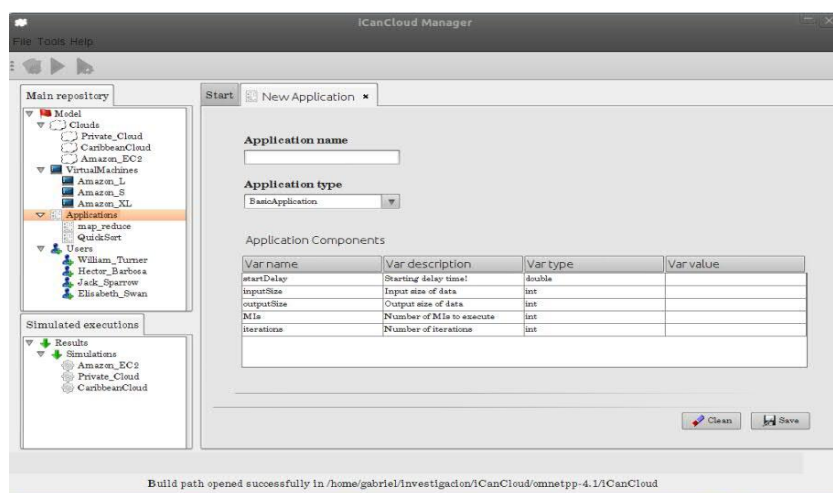 iCanCloud Manager
File Tools Help
Main repository
Model
Clouds
Private_Cloud
CaribbeanCloud
Amazon_EC2
VirtualMachines
Amazon_L
Amazon_S
Amazon_XL
Applications
map_reduce
QuickSort
Users
William_Turner
Hector_Barbosa
Jack_Sparrow
Elisabeth_Swan
Simulated executions
Results
Simulations
Amazon_EC2
Private_Cloud
CaribbeanCloud
Start New Application ×
Application name
Application type
BasicApplication
Application Components
Var name Var description Var type Var value
startDelay Starting delay time! double
inputSize Input size of data int
outputSize Output size of data int
MIs Number of MIs to execute int
iterations Number of iterations int
Clean Save
Build path opened successfully in /home/gabriel/investigacion/iCanCloud/omnetpp-4.1/iCanCloud